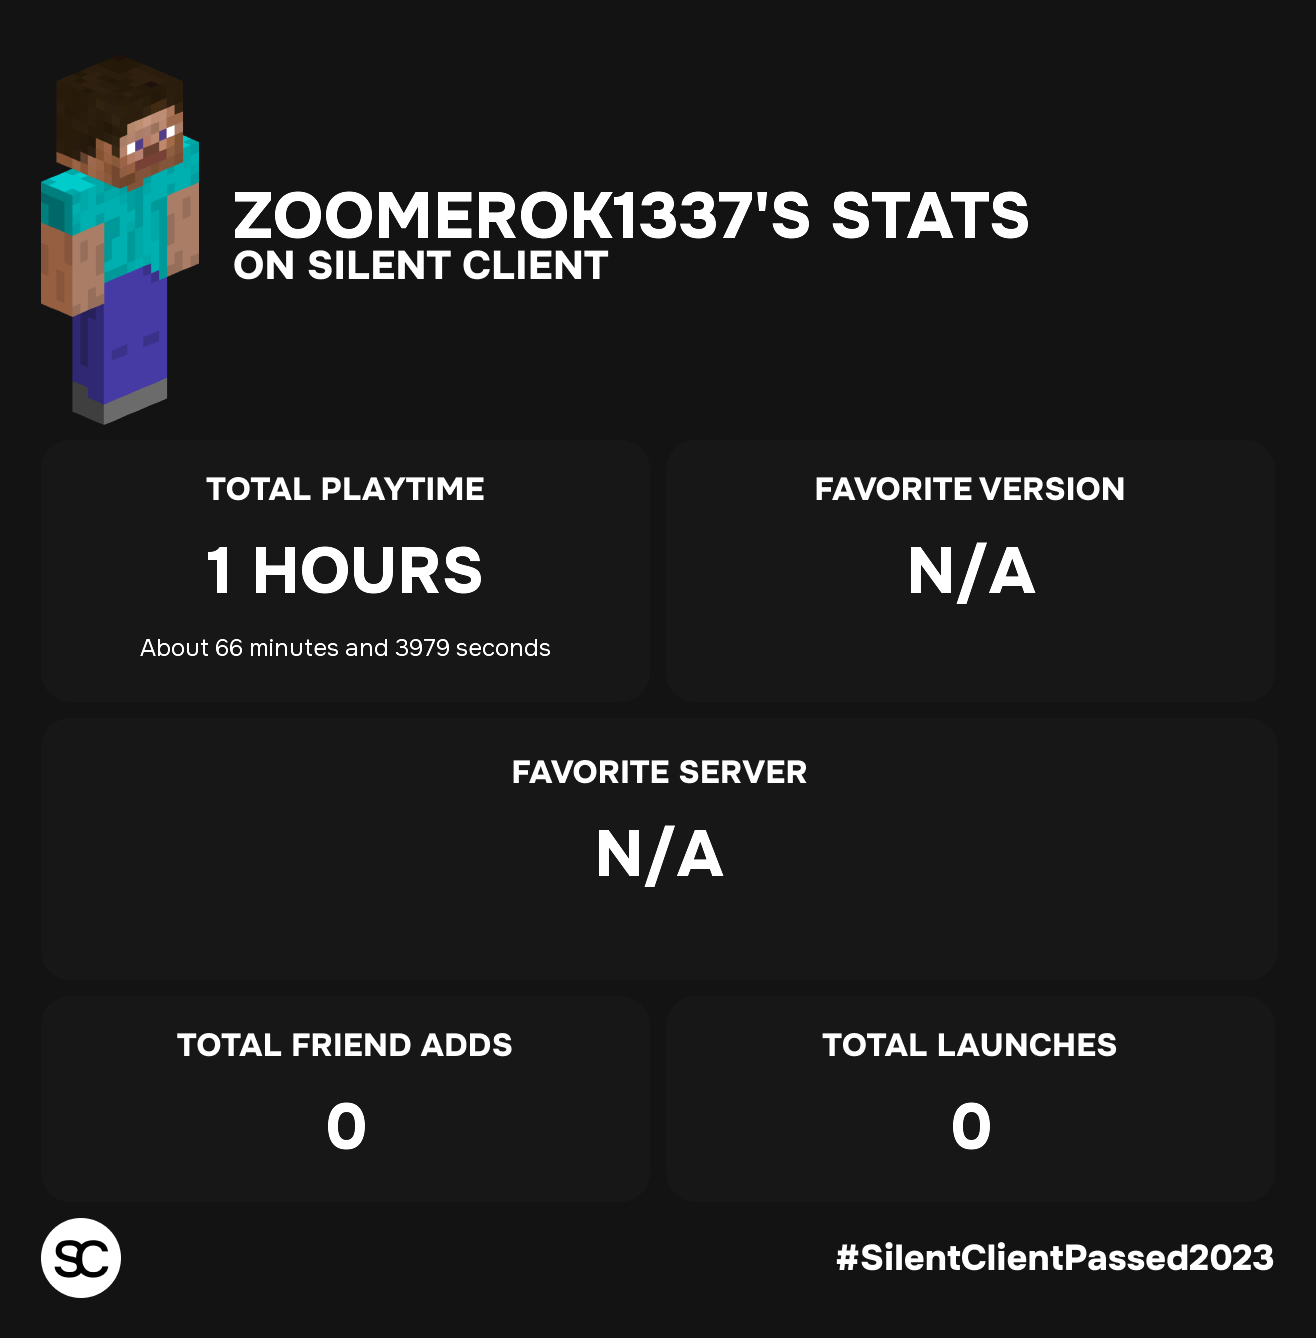 ZOOMEROK1337'S STATS
ON SILENT CLIENT
TOTAL PLAYTIME
1 HOURS
About 66 minutes and 3979 seconds
FAVORITE VERSION
N/A
FAVORITE SERVER
N/A
TOTAL FRIEND ADDS
0
TOTAL LAUNCHES
0
SC
#SilentClientPassed2023